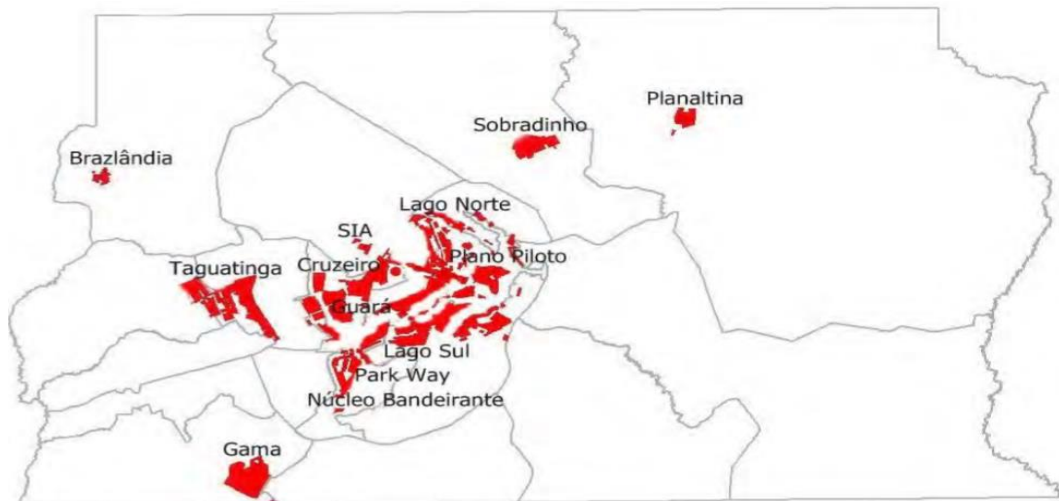 Planaltina
Sobradinho
Brazlândia
Lago Norte
SIA
Plano Piloto
Cruzeiro
Taguatinga
Guará
Lago Sul
Park Way
Núcleo Bandeirante
Gama